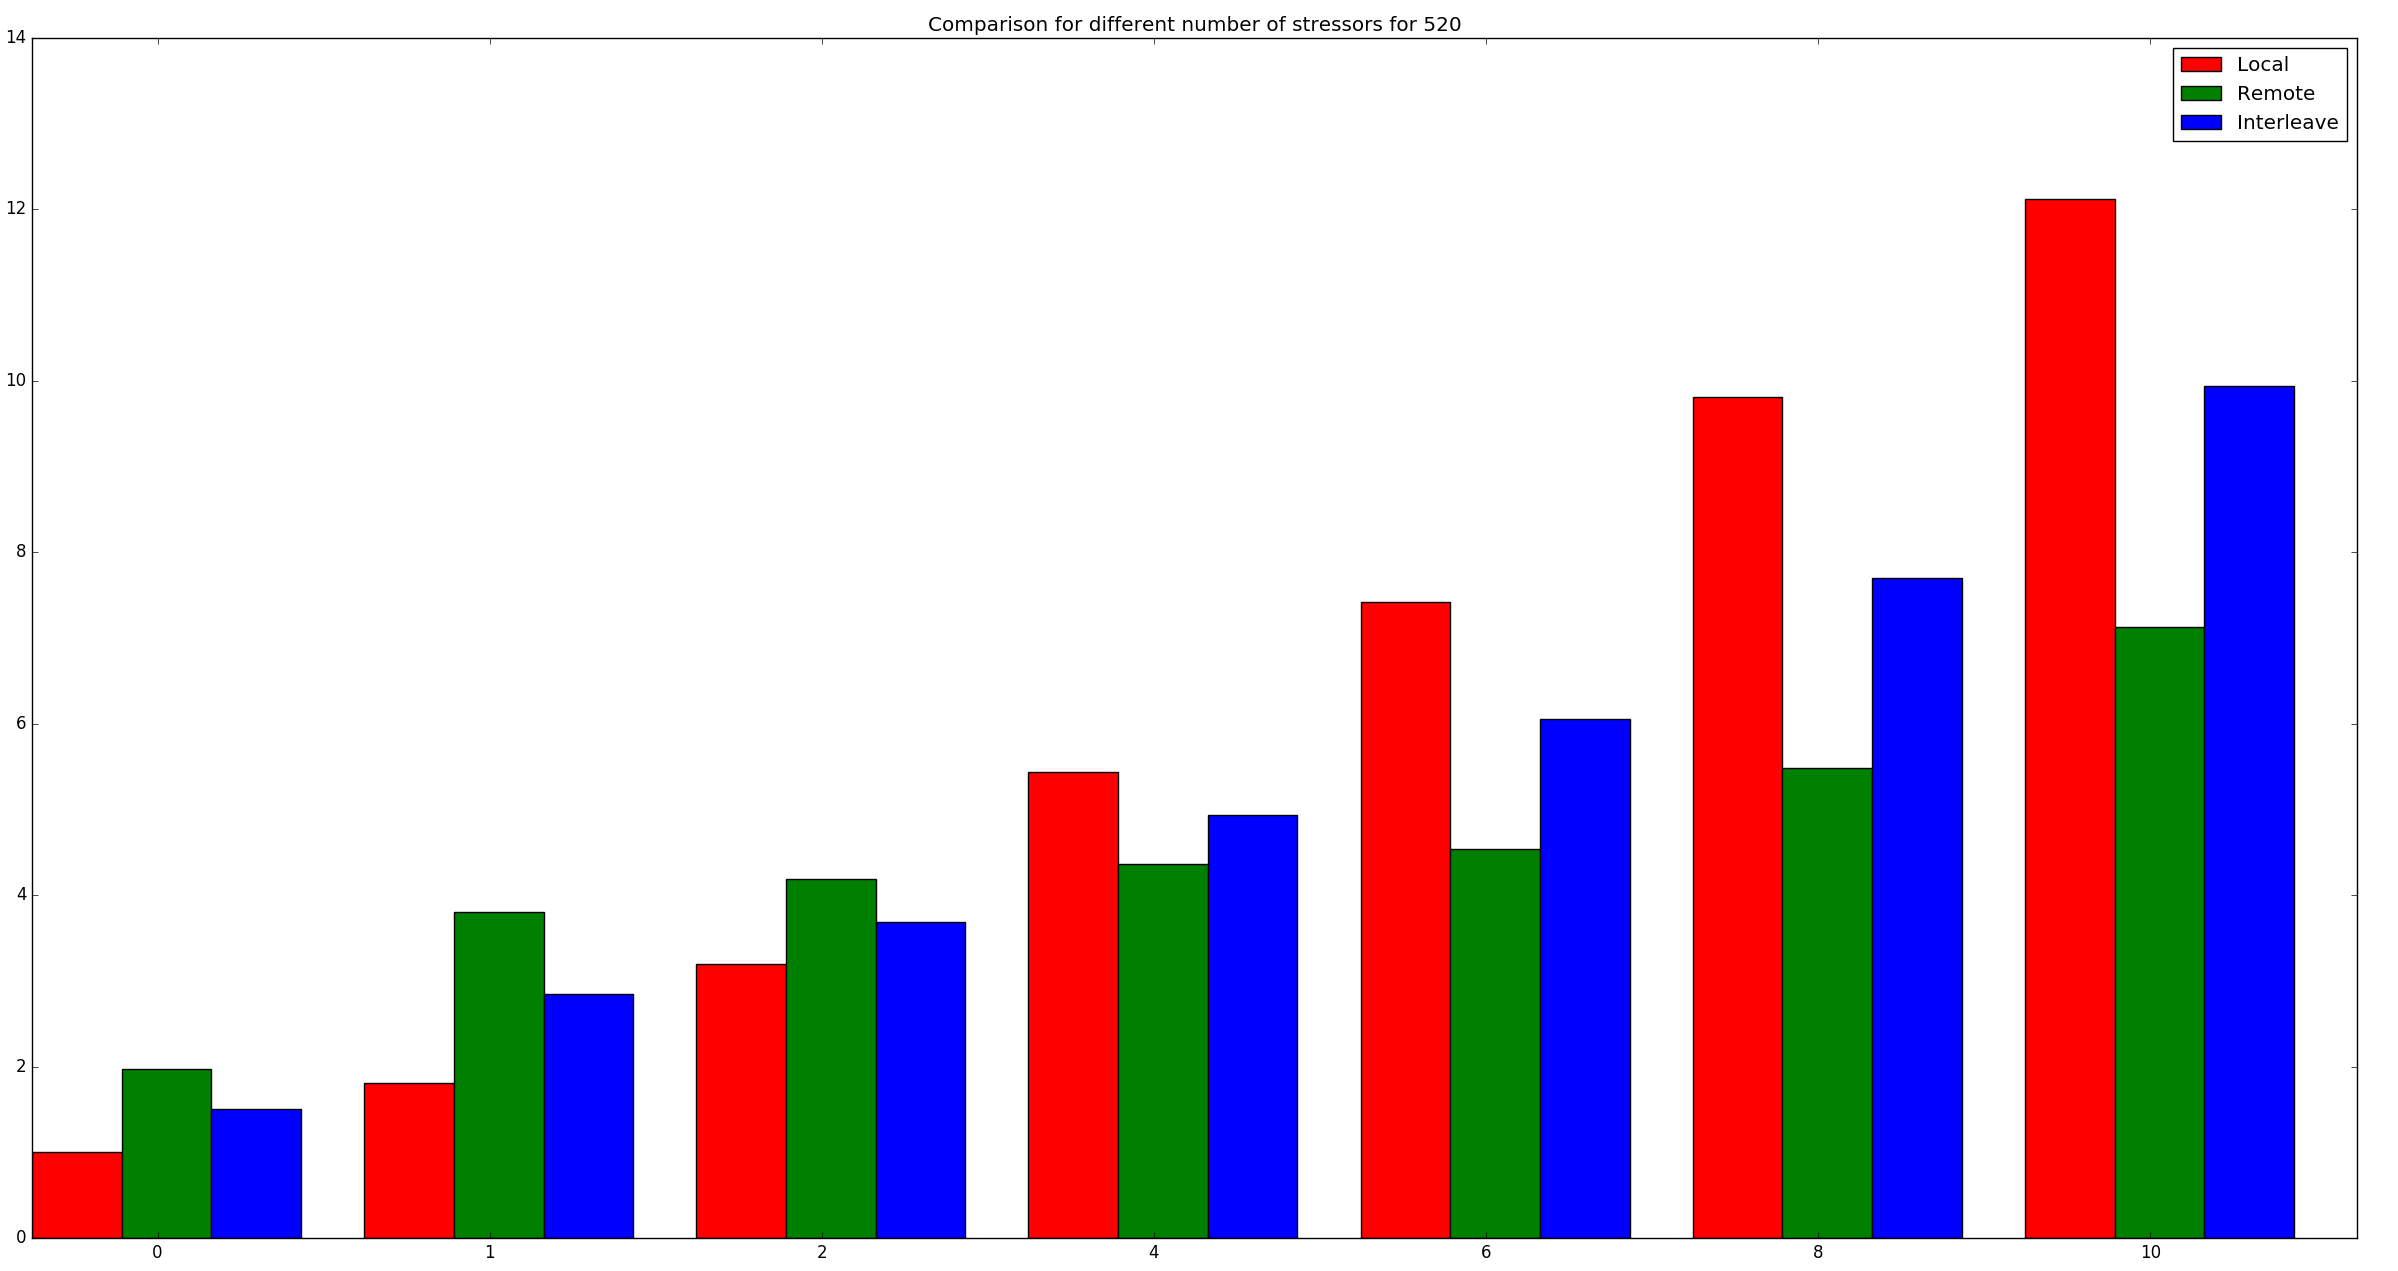 Comparison for different number of stressors for 520
14
12
10
8
6
4
2
0
Local
Remote
Interleave
0 1 2 4 6 8 10